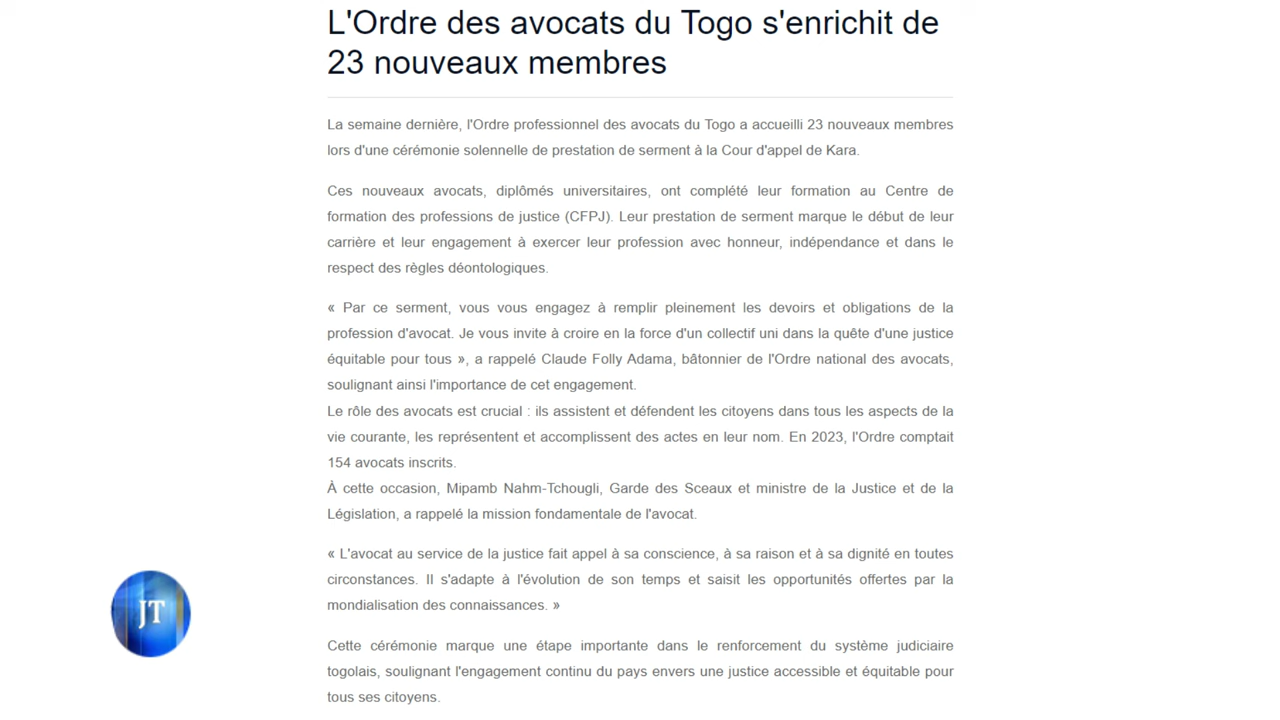 L'Ordre des avocats du Togo s'enrichit de
23 nouveaux membres
La semaine dernière, l'Ordre professionnel des avocats du Togo a accueilli 23 nouveaux membres
lors d'une cérémonie solennelle de prestation de serment à la Cour d'appel de Kara.
Ces nouveaux avocats, diplômés universitaires, ont complété leur formation au Centre de
formation des professions de justice (CFPJ). Leur prestation de serment marque le début de leur
carrière et leur engagement à exercer leur profession avec honneur, indépendance et dans le
respect des règles déontologiques.
« Par ce serment, vous vous engagez à remplir pleinement les devoirs et obligations de la
profession d'avocat. Je vous invite à croire en la force d'un collectif uni dans la quête d'une justice
équitable pour tous », a rappelé Claude Folly Adama, bâtonnier de l'Ordre national des avocats,
soulignant ainsi l'importance de cet engagement.
Le rôle des avocats est crucial : ils assistent et défendent les citoyens dans tous les aspects de la
vie courante, les représentent et accomplissent des actes en leur nom. En 2023, l'Ordre comptait
154 avocats inscrits.
À cette occasion, Mipamb Nahm-Tchougli, Garde des Sceaux et ministre de la Justice et de la
Législation, a rappelé la mission fondamentale de l'avocat.
« L'avocat au service de la justice fait appel à sa conscience, à sa raison et à sa dignité en toutes
circonstances. Il s'adapte à l'évolution de son temps et saisit les opportunités offertes par la
mondialisation des connaissances. »
JT
Cette cérémonie marque une étape importante dans le renforcement du système judiciaire
togolais, soulignant l'engagement continu du pays envers une justice accessible et équitable pour
tous ses citoyens.